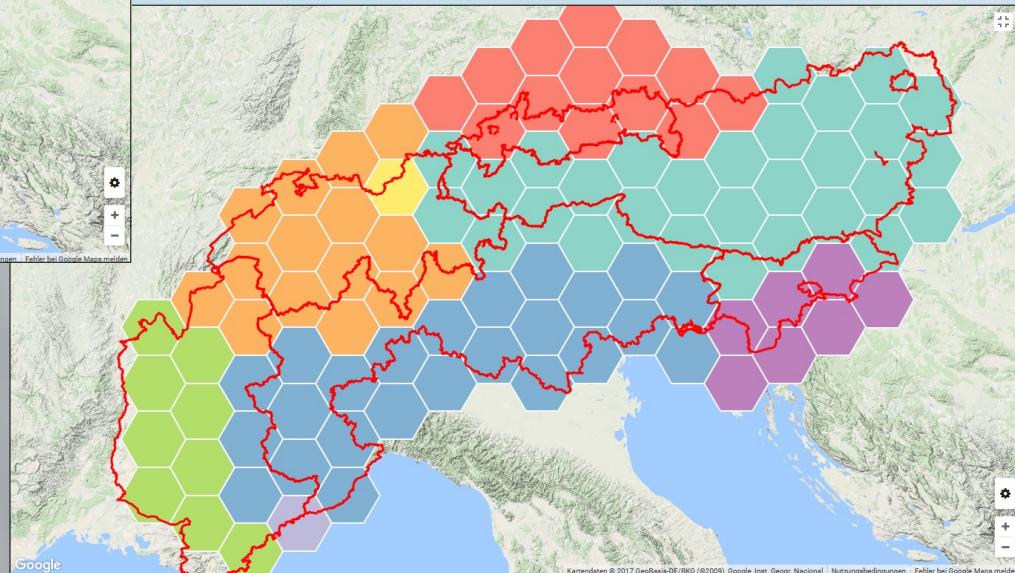 ngen
Fehler bei Google Maps melden
Google
Kartendaten © 2017 GeoBasis-DE/BKG (©2009), Google, Inst. Geogr. Nacional
Nutzungsbedingungen
Fehler bei Google Maps melde